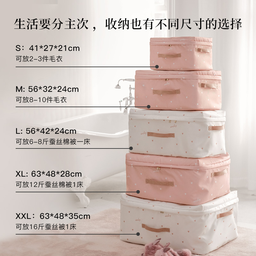 生活要分主次，收纳也有不同尺寸的选择
S: 41*27*21cm
可放2-3件毛衣
M: 56*32*24cm
可放8-10件毛衣
L: 56*42*24cm
可放6-8斤蚕丝棉被一床
XL: 63*48*28cm
可放12斤蚕丝棉被1床
XXL: 63*48*35cm
可放16斤蚕丝被1床